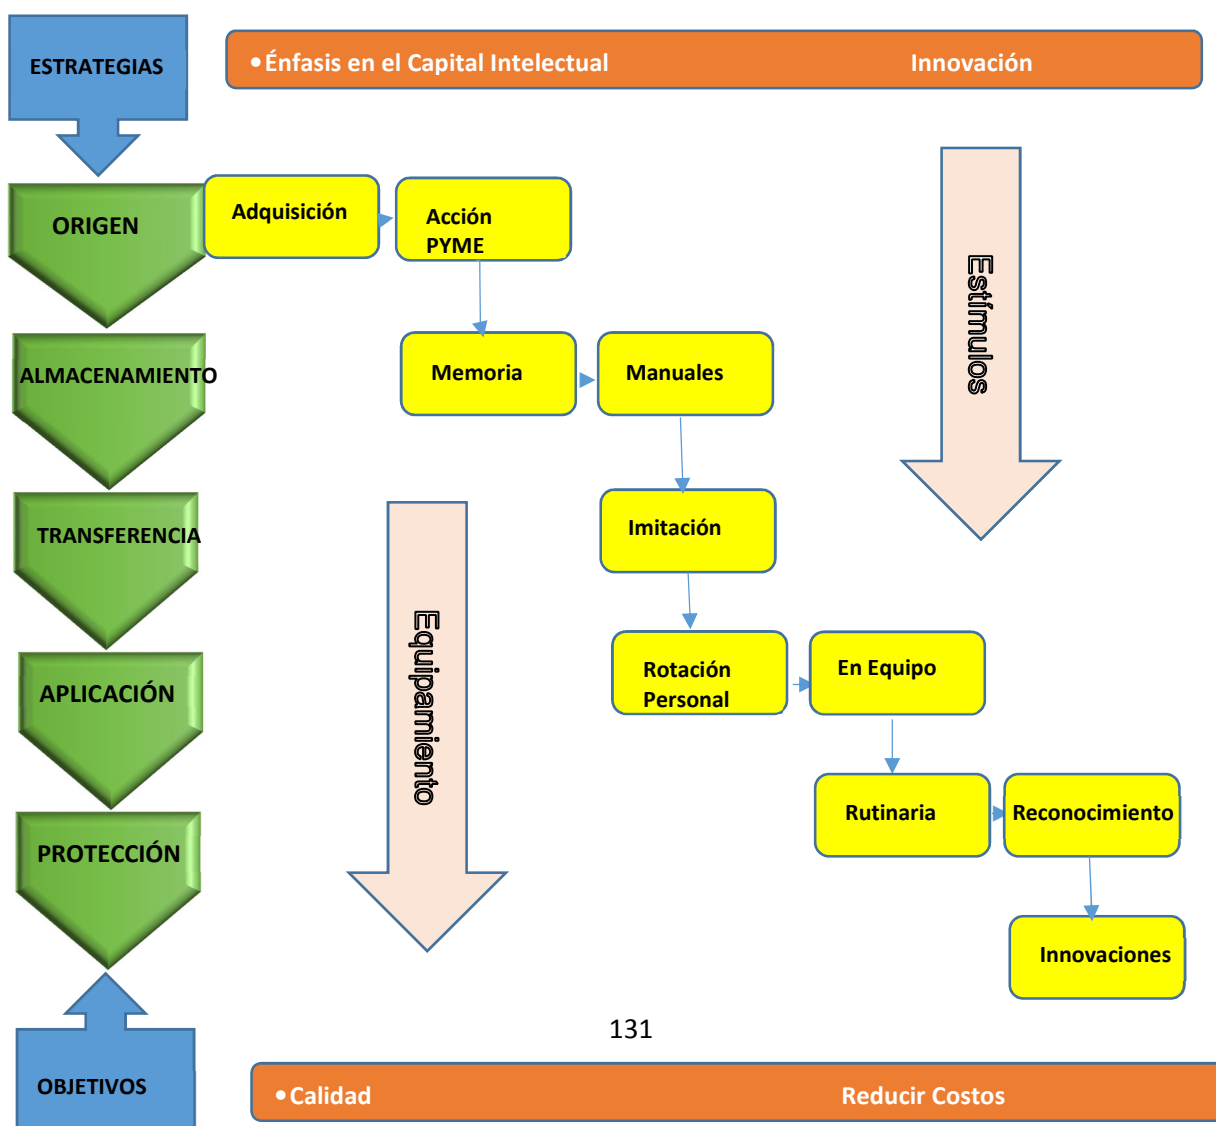 ESTRATEGIAS
•Énfasis en el Capital Intelectual Innovación
ORIGEN
Adquisición
Acción
PYME
Estímulos
ALMACENAMIENTO
Memoria
Manuales
TRANSFERENCIA
Imitación
Equipamiento
APLICACIÓN
Rotación
Personal
En Equipo
PROTECCIÓN
Rutinaria
Reconocimiento
Innovaciones
131
OBJETIVOS
•Calidad Reducir Costos